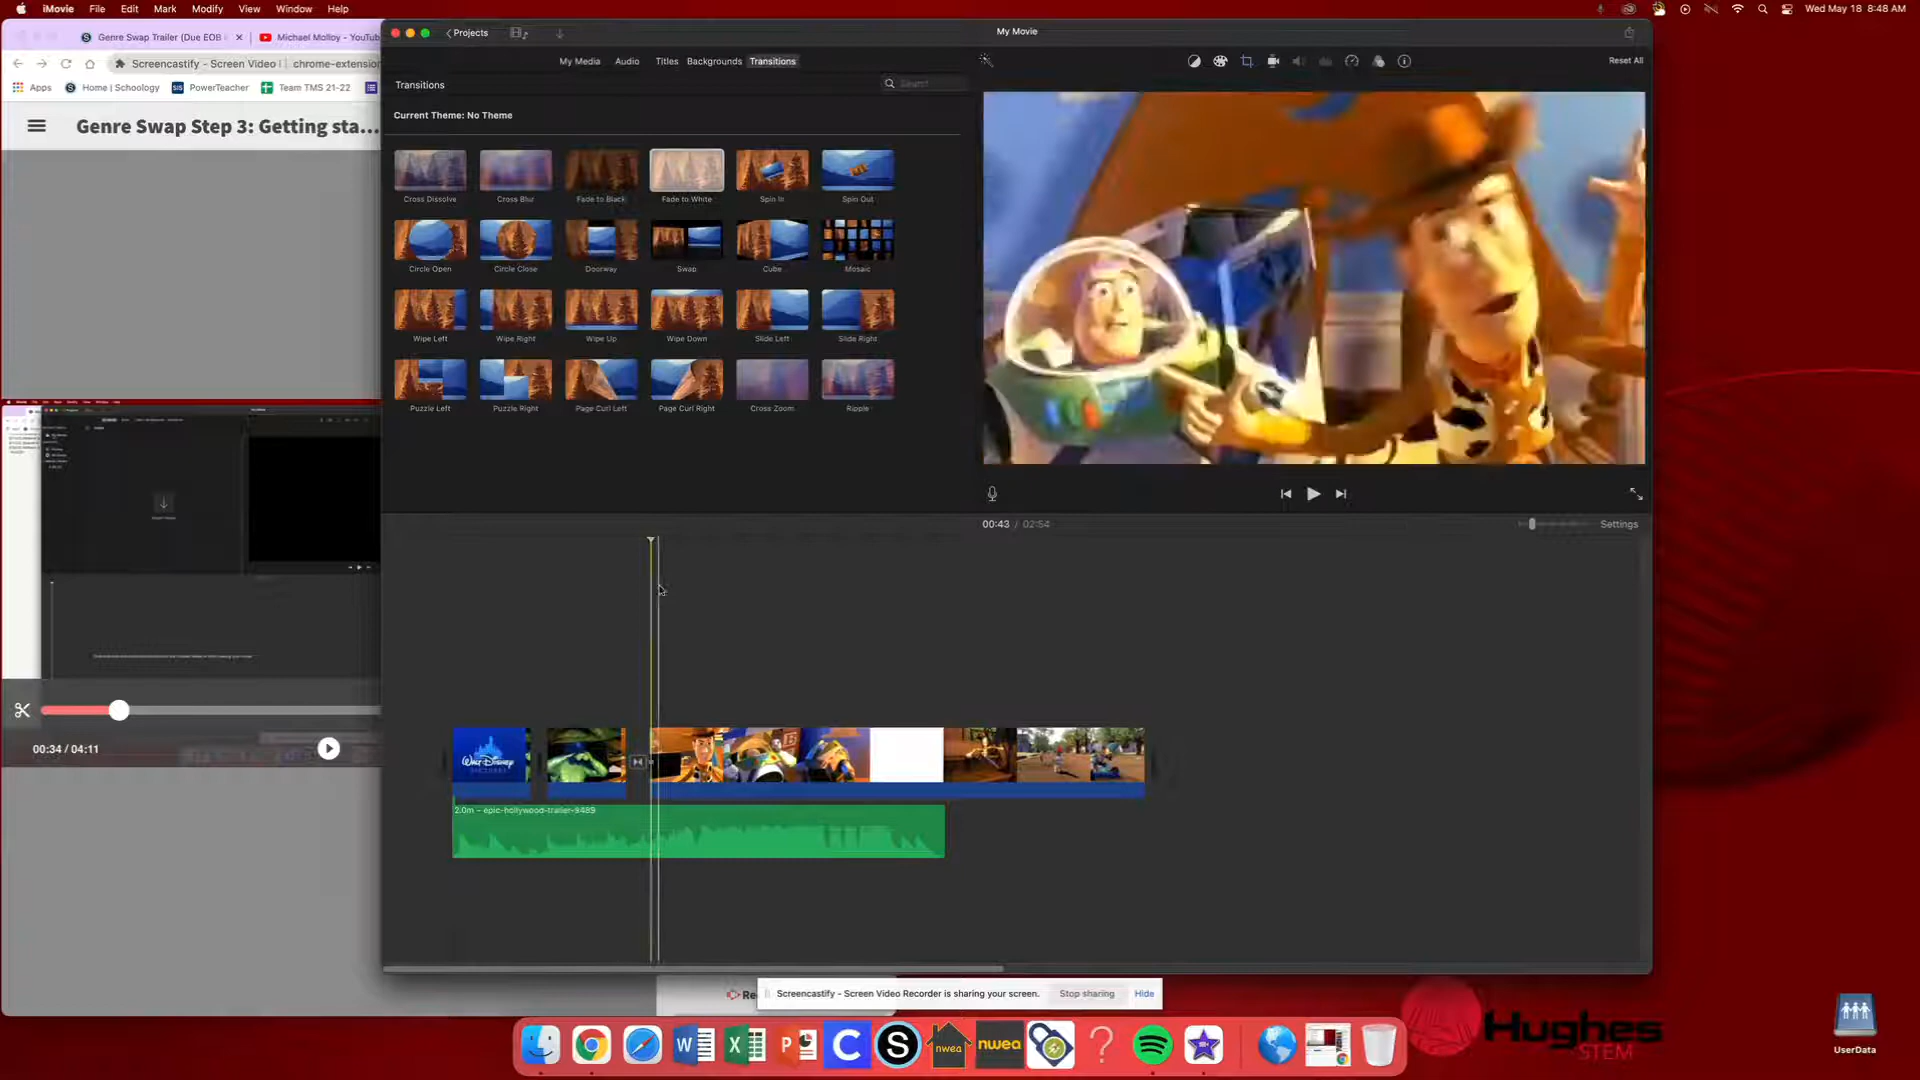 iMovie File Edit Mark Modify View Window Help
Wed May 18 8:48 AM
Genre Swap Trailer (Due EOB
Michael Molloy - YouTub
Projects
My Movie
Screencastify - Screen Video
chrome-extension
My Media Audio Titles Backgrounds Transitions
Reset All
Apps Home | Schoology PowerTeacher Team TMS 21-22
Transitions
Search
Genre Swap Step 3: Getting sta...
Current Theme: No Theme
Cross Dissolve Cross Blur Fade to Black Fade to White Spin In Spin Out
Circle Open Circle Close Doorway Swap Cube Mosaic
Wipe Left Wipe Right Wipe Up Wipe Down Slide Left Slide Right
Puzzle Left Puzzle Right Page Curl Left Page Curl Right Cross Zoom Ripple
00:43 / 02:54
Settings
00:34 / 04:11
WALT DISNEY
PICTURES
2.0m - epic-hollywood-trailer-9489
Re
Screencastify - Screen Video Recorder is sharing your screen.
Stop sharing
Hide
Hughes
STEM
nwea
nwea
UserData